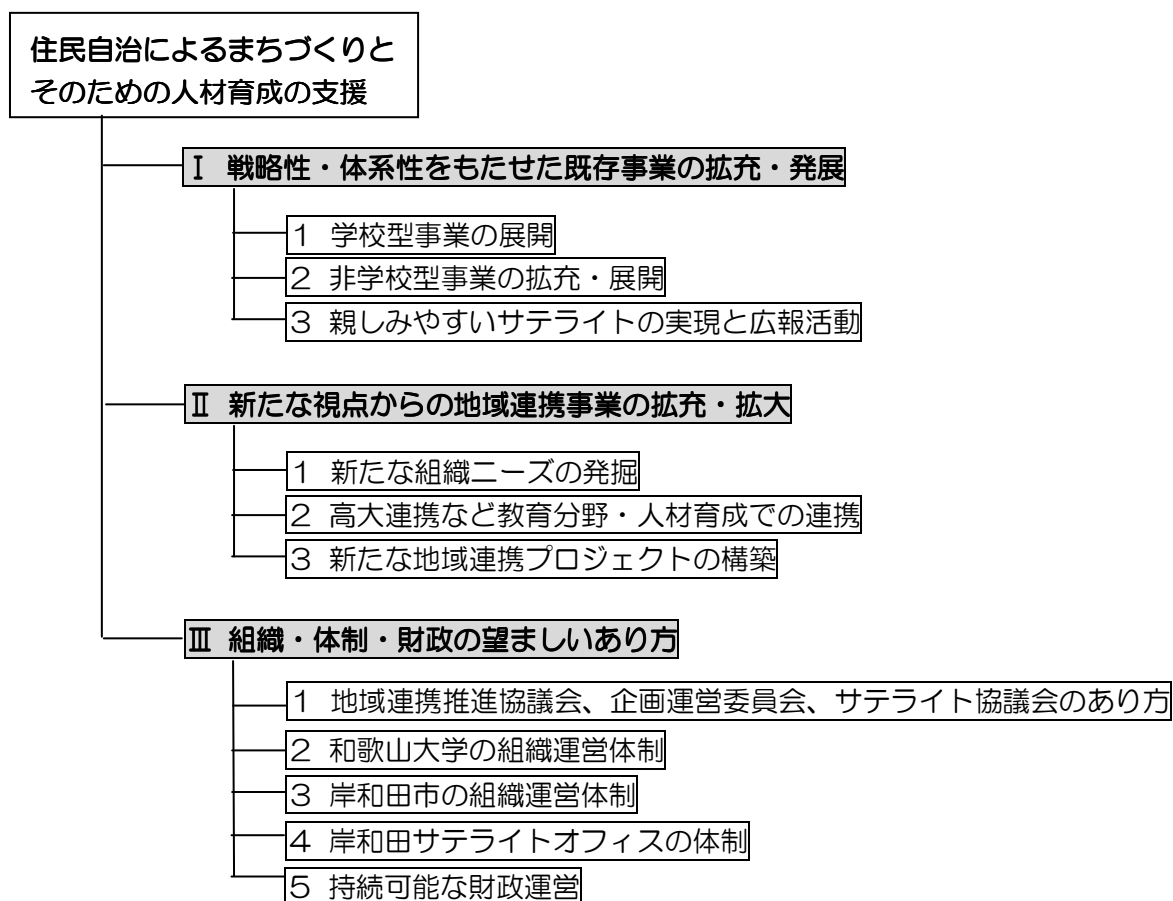 住民自治によるまちづくりと
そのための人材育成の支援
Ⅰ 戦略性・体系性をもたせた既存事業の拡充・発展
１ 学校型事業の展開
２ 非学校型事業の拡充・展開
３ 親しみやすいサテライトの実現と広報活動
Ⅱ 新たな視点からの地域連携事業の拡充・拡大
１ 新たな組織ニーズの発掘
２ 高大連携など教育分野・人材育成での連携
３ 新たな地域連携プロジェクトの構築
Ⅲ 組織・体制・財政の望ましいあり方
１ 地域連携推進協議会、企画運営委員会、サテライト協議会のあり方
２ 和歌山大学の組織運営体制
３ 岸和田市の組織運営体制
４ 岸和田サテライトオフィスの体制
５ 持続可能な財政運営